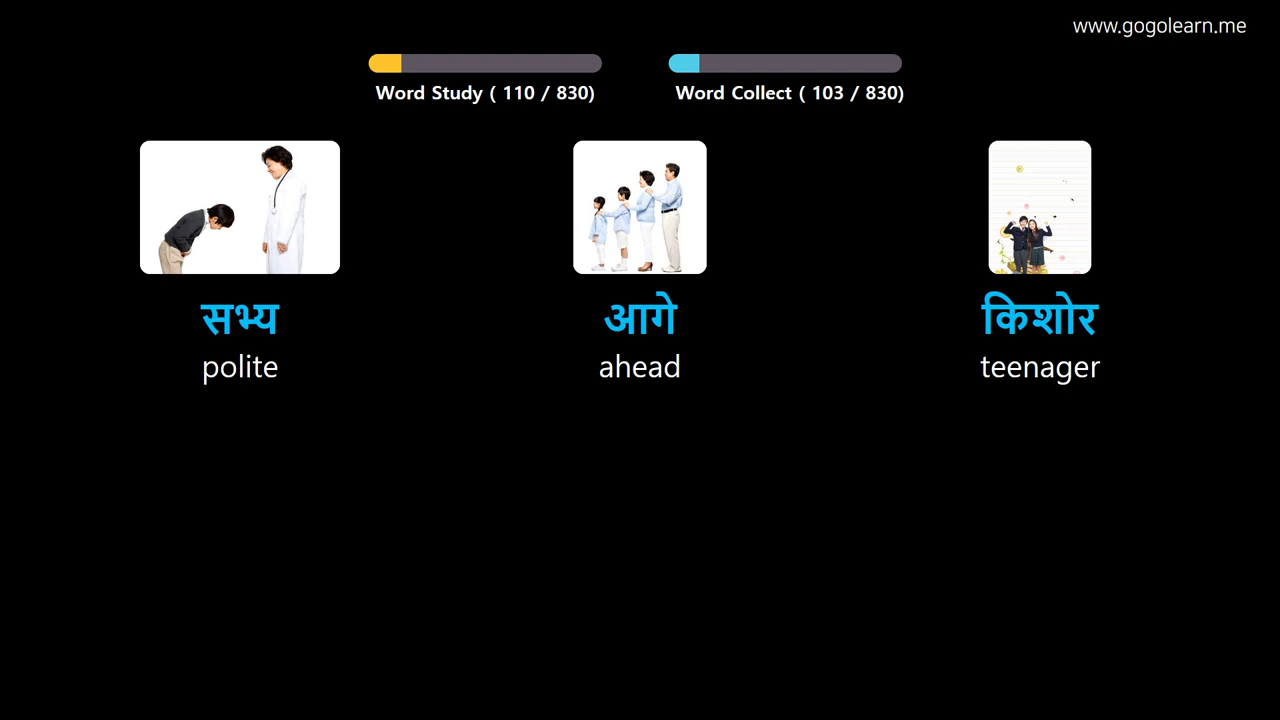 www.gogolearn.me
Word Study ( 110 / 830)
Word Collect ( 103 / 830)
सभ्य
आगे
किशोर
polite
ahead
teenager